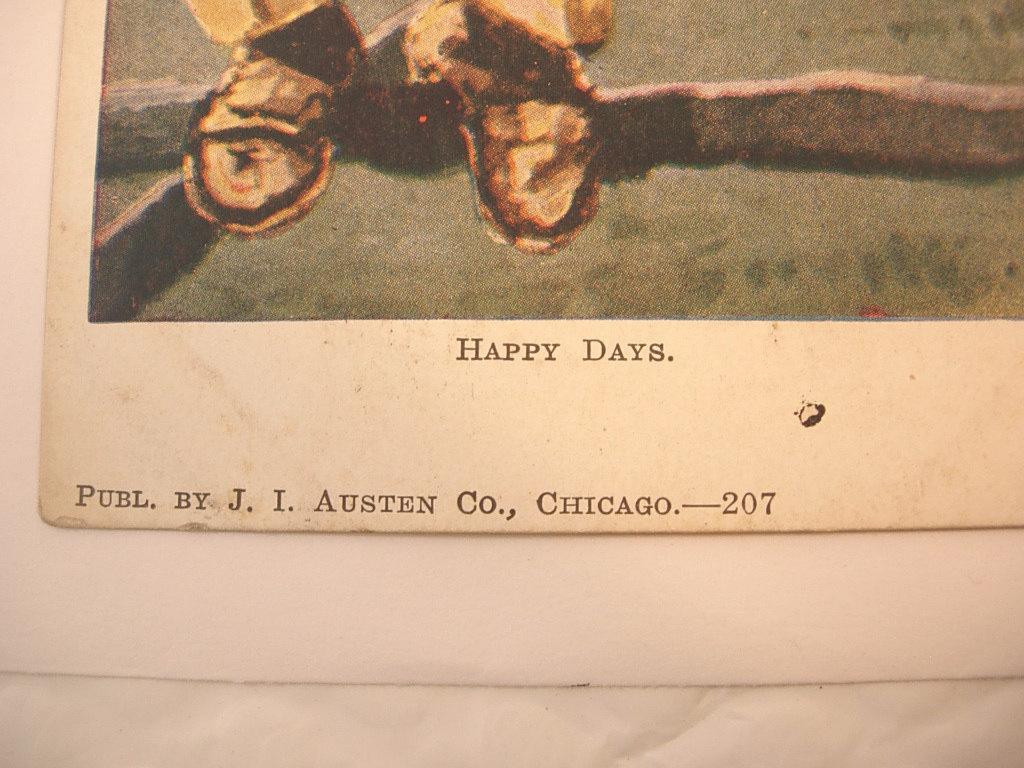 Happy Days.
Publ. by J. I. Austen Co., Chicago.—207